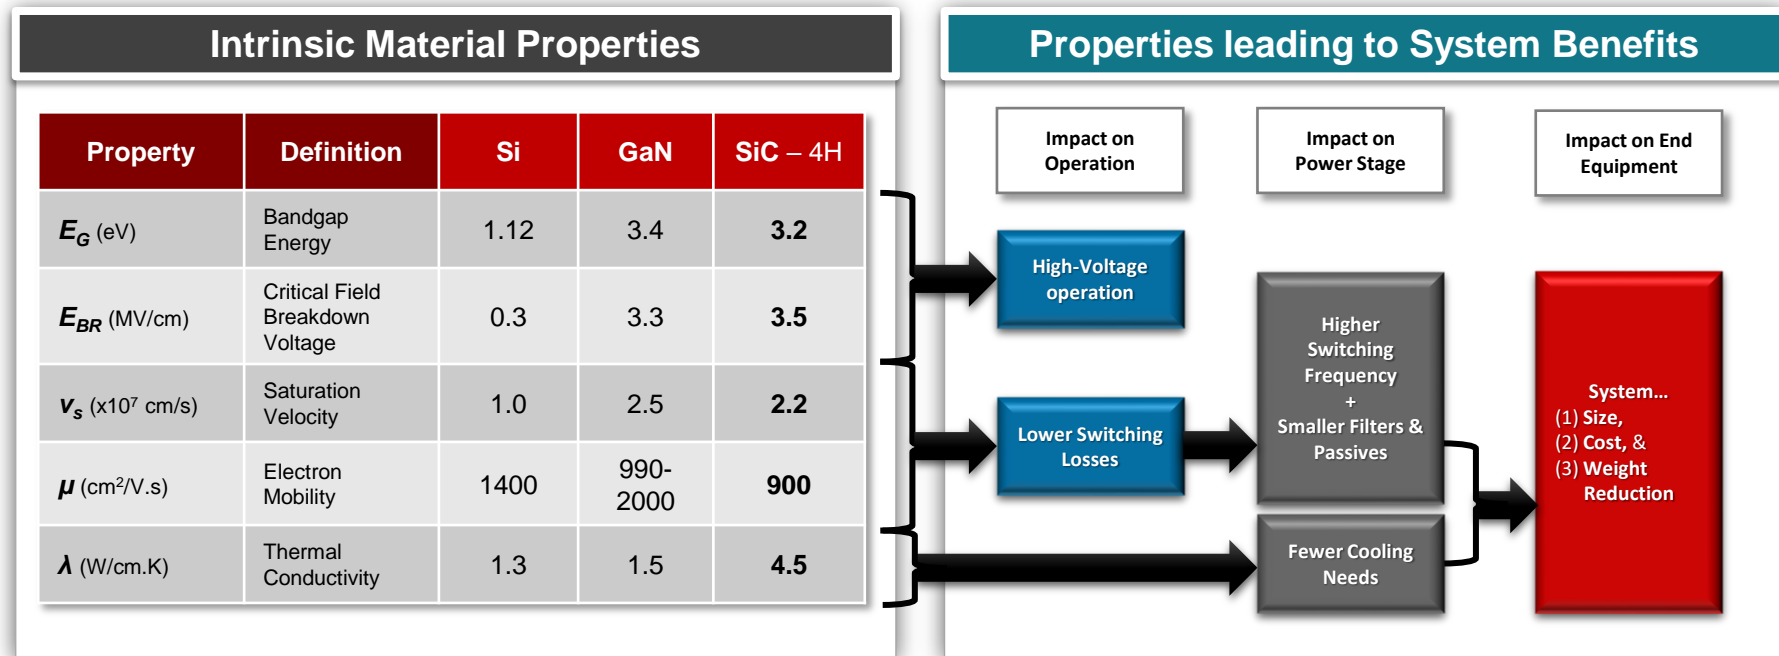 Intrinsic Material Properties
Property Definition Si GaN SiC – 4H
E_G (eV) Bandgap Energy 1.12 3.4 3.2
E_BR (MV/cm) Critical Field Breakdown Voltage 0.3 3.3 3.5
v_s (x10⁷ cm/s) Saturation Velocity 1.0 2.5 2.2
μ (cm²/V.s) Electron Mobility 1400 990-2000 900
λ (W/cm.K) Thermal Conductivity 1.3 1.5 4.5
Properties leading to System Benefits
Impact on
Operation
Impact on
Power Stage
Impact on End
Equipment
High-Voltage
operation
Lower Switching
Losses
Higher
Switching
Frequency
+
Smaller Filters &
Passives
Fewer Cooling
Needs
System...
(1) Size,
(2) Cost, &
(3) Weight
Reduction